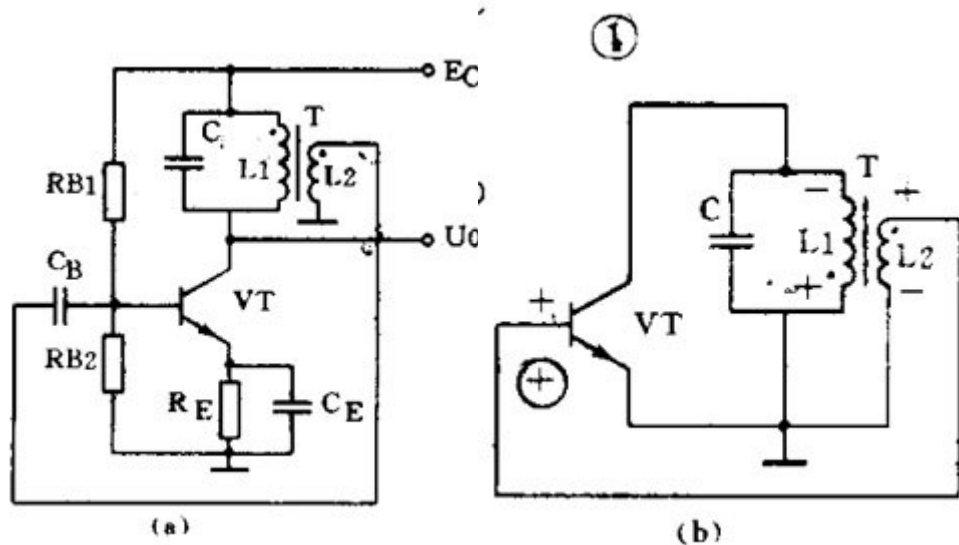 EC
C
T
L1
L2
RB1
U0
CB
VT
RB2
RE
CE
(a)
1
T
- +
C
L1
L2
+ -
+
VT
+
(b)